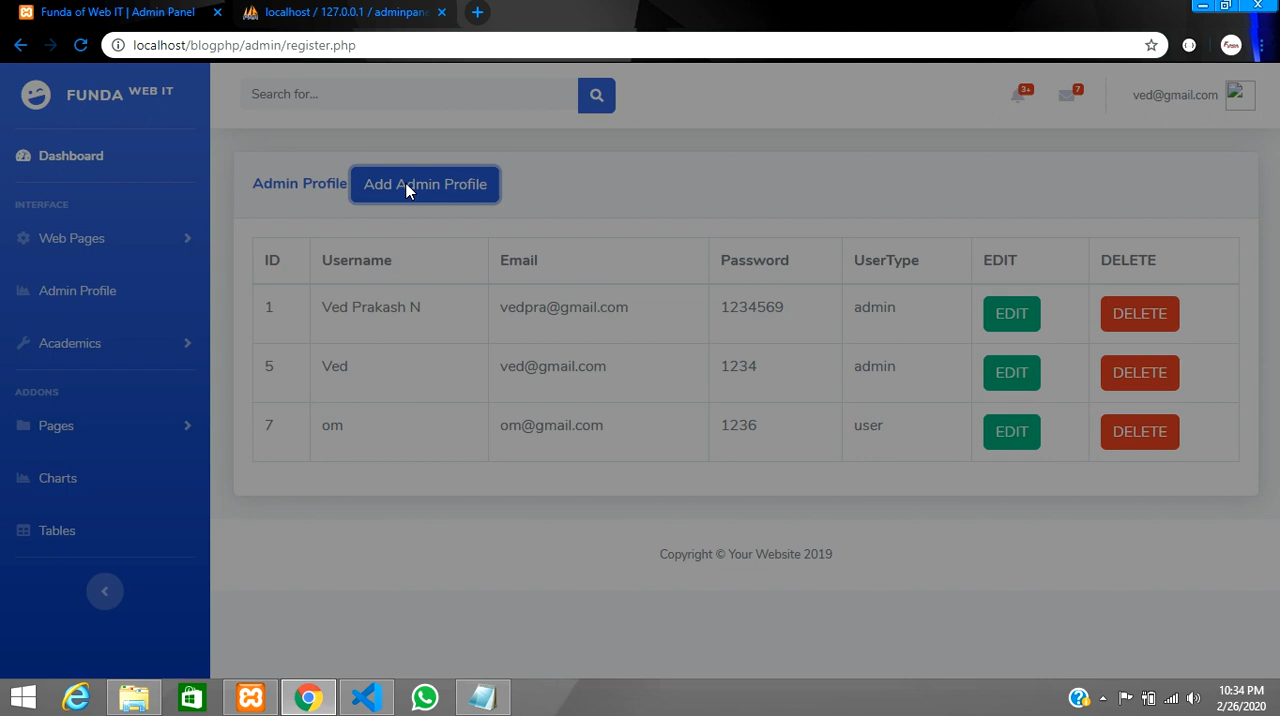 Funda of Web IT | Admin Panel
localhost / 127.0.0.1 / adminpane
localhost/blogphp/admin/register.php
FUNDA WEB IT
Search for...
3+
7
ved@gmail.com
Dashboard
INTERFACE
Web Pages
Admin Profile
Academics
ADDONS
Pages
Charts
Tables
Admin Profile Add Admin Profile
ID Username Email Password UserType EDIT DELETE
1 Ved Prakash N vedpra@gmail.com 1234569 admin EDIT DELETE
5 Ved ved@gmail.com 1234 admin EDIT DELETE
7 om om@gmail.com 1236 user EDIT DELETE
Copyright © Your Website 2019
10:34 PM
2/26/2020